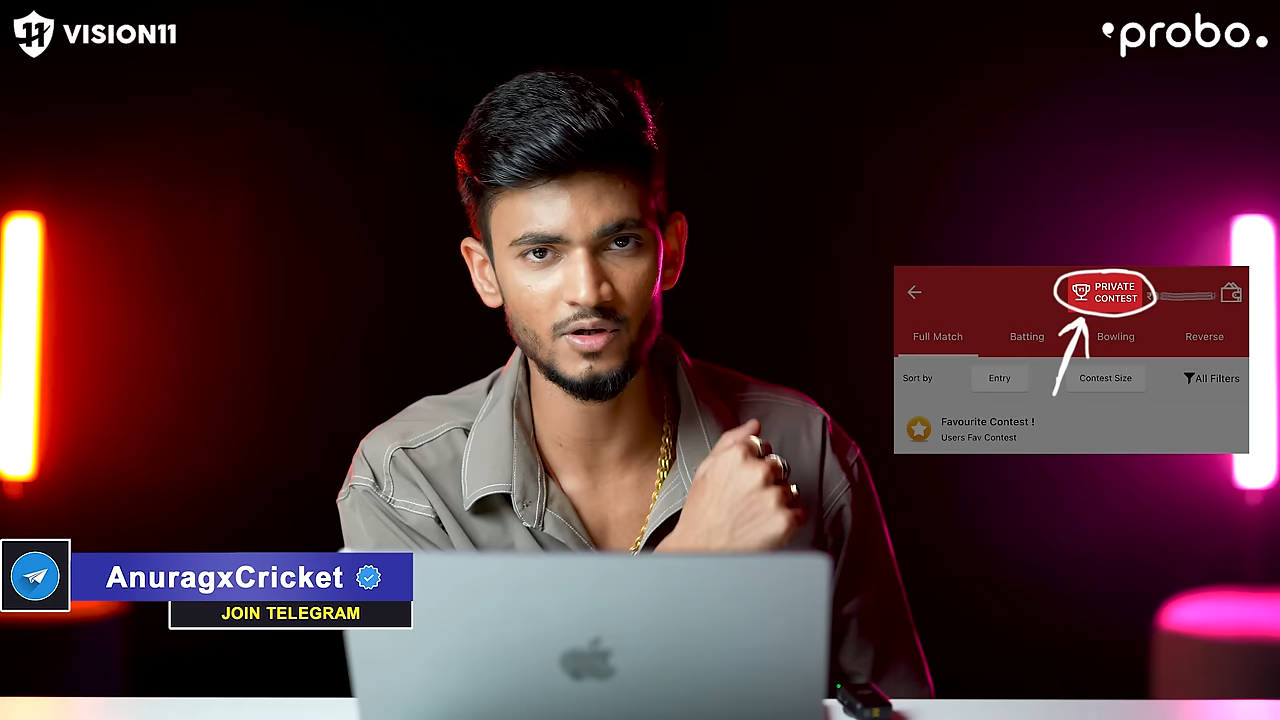 VISION11
probo.
PRIVATE
CONTEST
Full Match
Batting
Bowling
Reverse
Sort by
Entry
Contest Size
All Filters
Favourite Contest !
Users Fav Contest
AnuragxCricket
JOIN TELEGRAM